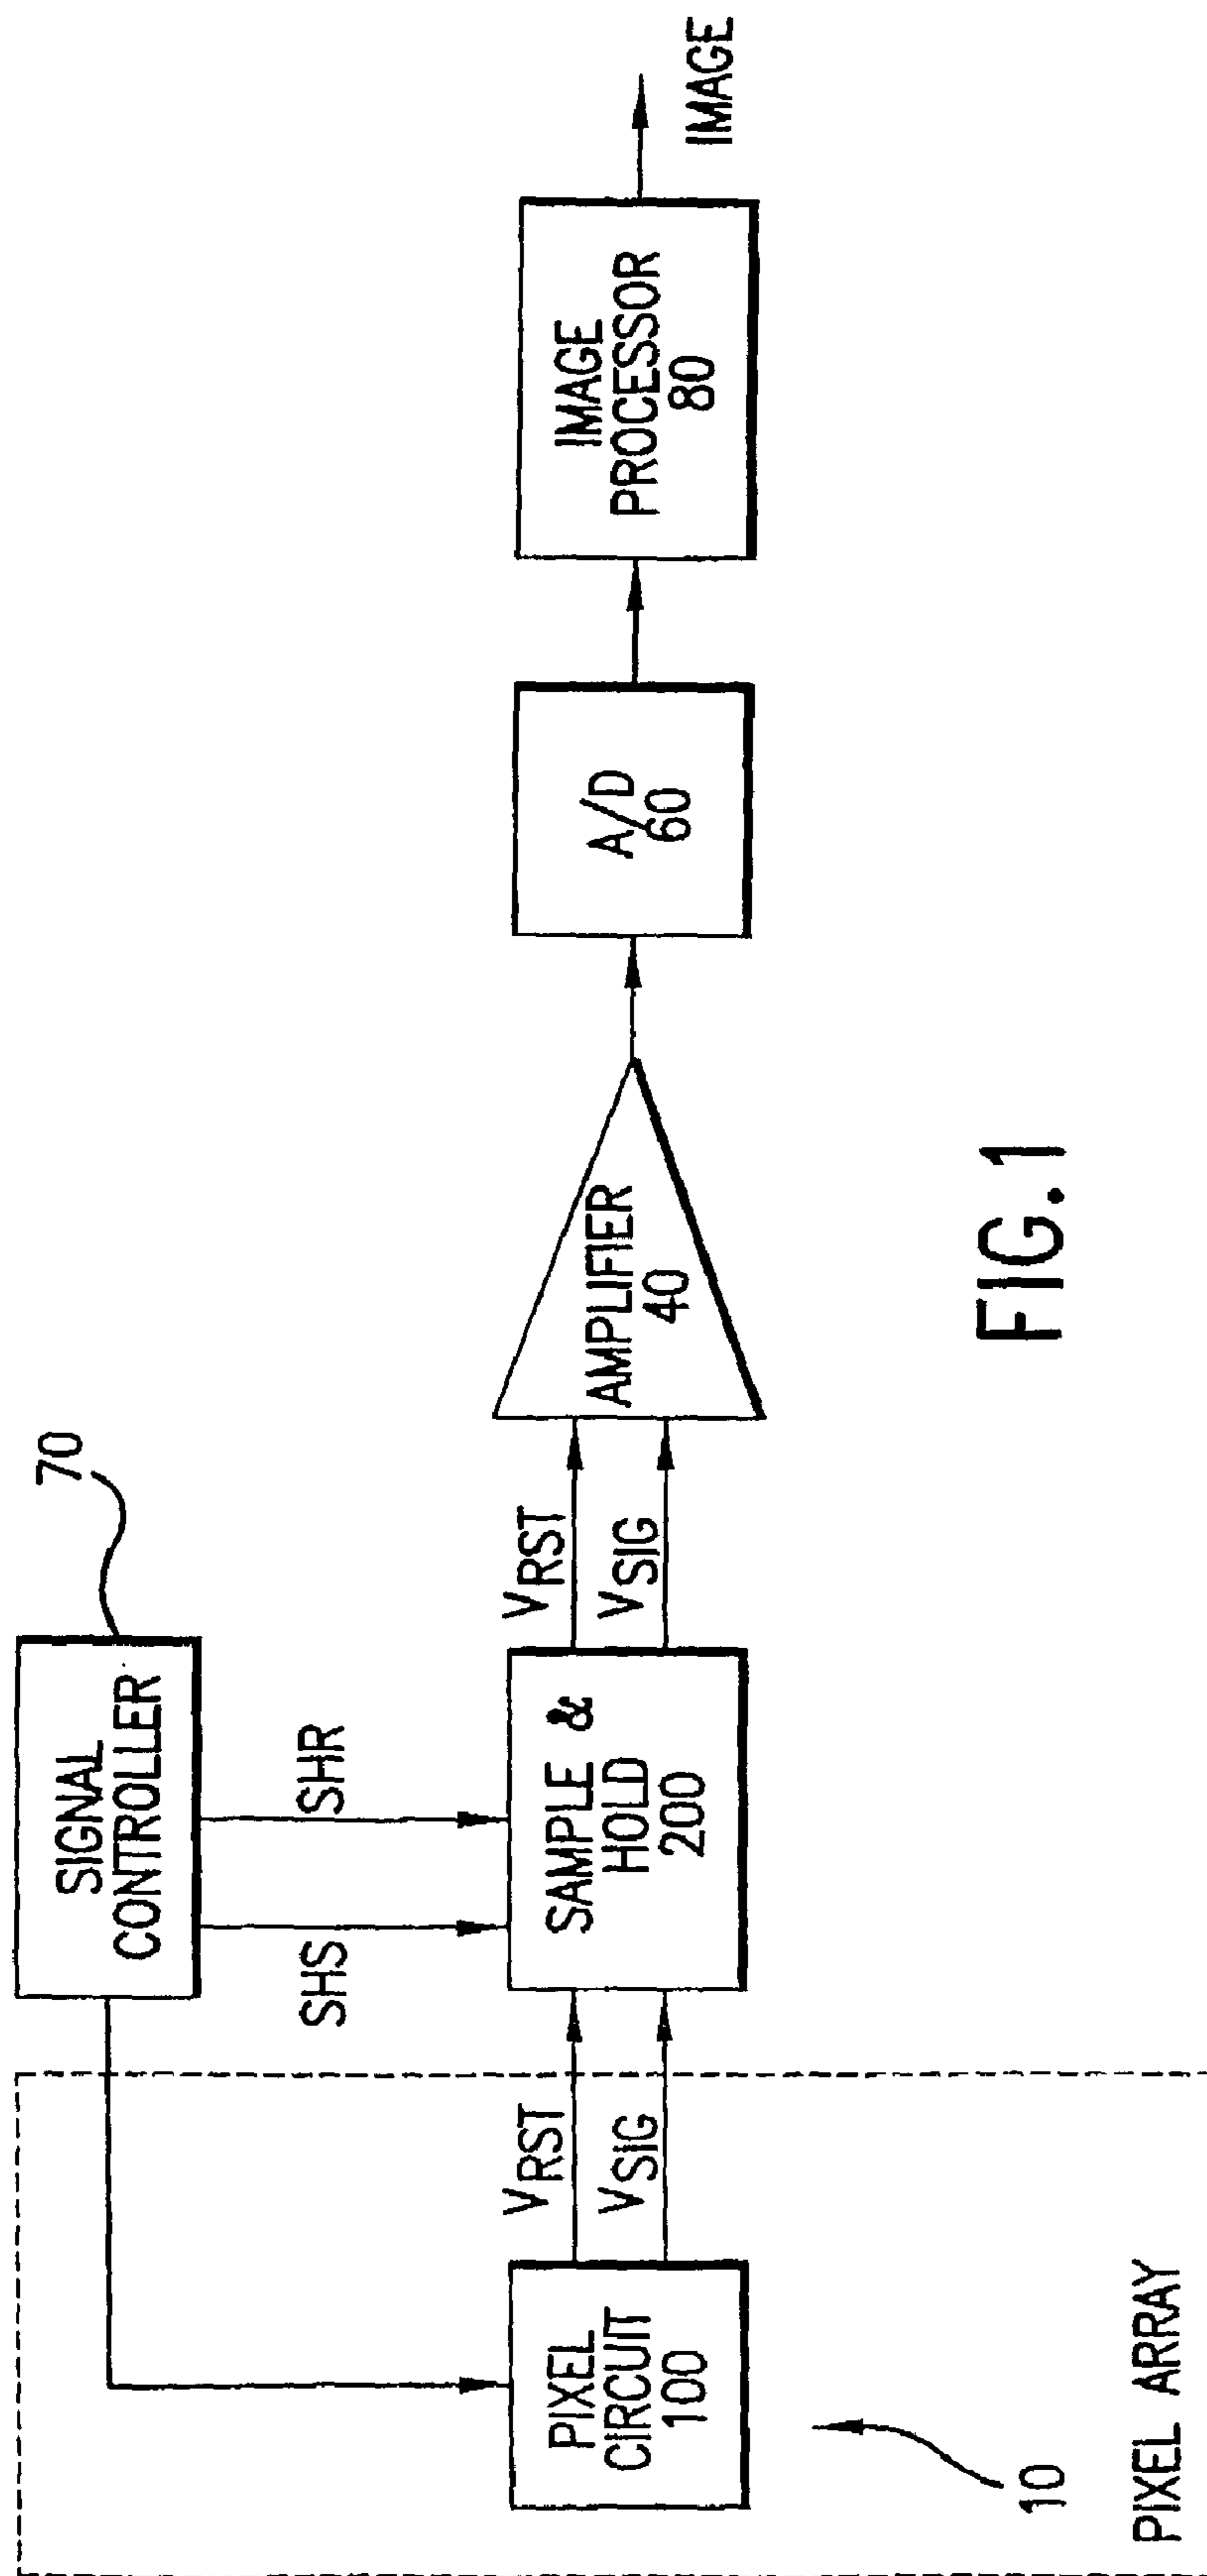 70
SIGNAL
CONTROLLER
SHS
SHR
PIXEL
CIRCUIT
100
VRST
VSIG
SAMPLE &
HOLD
200
VRST
VSIG
AMPLIFIER
40
A/D
60
IMAGE
PROCESSOR
80
IMAGE
10
PIXEL ARRAY
FIG.1